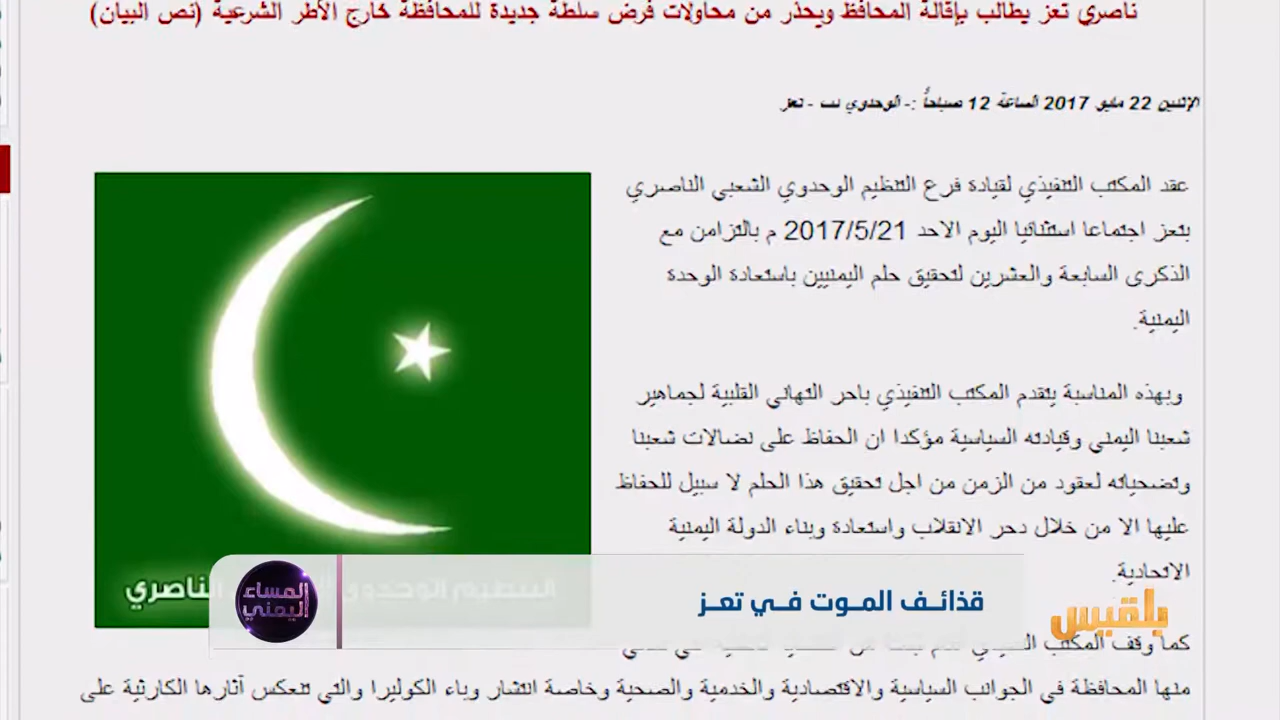 ناصري تعز يطالب بإقالة المحافظ ويحذر من محاولات فرض سلطة جديدة للمحافظة خارج الأطر الشرعية (نص البيان)
الإثنين 22 مايو 2017 الساعة 12 صباحاً :- الوحدوي نت - تعز
عقد المكتب التنفيذي لقيادة فرع التنظيم الوحدوي الشعبي الناصري
بتعز اجتماعا استثنائيا اليوم الاحد 2017/5/21 م بالتزامن مع
الذكرى السابعة والعشرين لتحقيق حلم اليمنيين باستعادة الوحدة
اليمنية.
وبهذه المناسبة يتقدم المكتب التنفيذي باحر التهاني القلبية لجماهير
شعبنا اليمني وقيادته السياسية مؤكدا ان الحفاظ على نضالات شعبنا
وتضحياته لعقود من الزمن من اجل تحقيق هذا الحلم لا سبيل للحفاظ
عليها الا من خلال دحر الانقلاب واستعادة وبناء الدولة اليمنية
الاتحادية.
التنظيم الوحدوي الناصري
المساء
اليمني
قذائف الموت في تعز
بلقيس
كما وقف المكتب
منها المحافظة في الجوانب السياسية والاقتصادية والخدمية والصحية وخاصة انتشار وباء الكوليرا والتي تنعكس آثارها الكارثية على